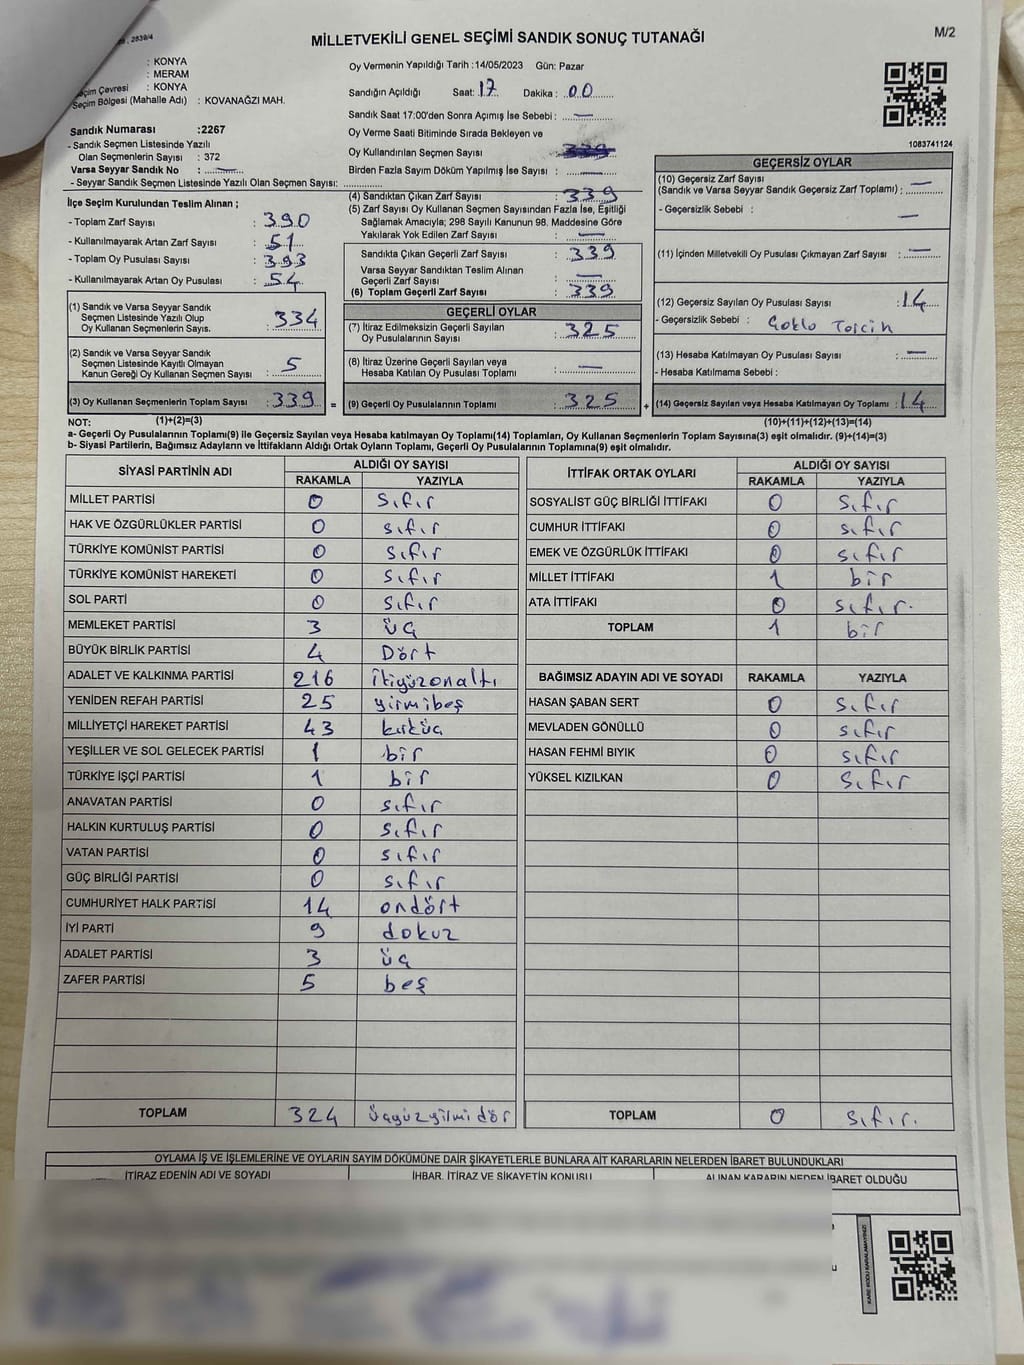 2839/4
MİLLETVEKİLİ GENEL SEÇİMİ SANDIK SONUÇ TUTANAĞI
M/2
: KONYA
: MERAM
Seçim Çevresi : KONYA
Seçim Bölgesi (Mahalle Adı) : KOVANAĞZI MAH.
Sandık Numarası :2267
- Sandık Seçmen Listesinde Yazılı
Olan Seçmenlerin Sayısı : 372
Varsa Seyyar Sandık No : —
- Seyyar Sandık Seçmen Listesinde Yazılı Olan Seçmen Sayısı:
İlçe Seçim Kurulundan Teslim Alınan ;
- Toplam Zarf Sayısı : 390
- Kullanılmayarak Artan Zarf Sayısı : 51
- Toplam Oy Pusulası Sayısı : 393
- Kullanılmayarak Artan Oy Pusulası : 54
(1) Sandık ve Varsa Seyyar Sandık
Seçmen Listesinde Yazılı Olup
Oy Kullanan Seçmenlerin Sayıs. : 334
(2) Sandık ve Varsa Seyyar Sandık
Seçmen Listesinde Kayıtlı Olmayan
Kanun Gereği Oy Kullanan Seçmen Sayısı : 5
(3) Oy Kullanan Seçmenlerin Toplam Sayısı : 339 =
Oy Vermenin Yapıldığı Tarih :14/05/2023 Gün: Pazar
Sandığın Açıldığı Saat: 17 Dakika : 00
Sandık Saat 17:00'den Sonra Açımış İse Sebebi : —
Oy Verme Saati Bitiminde Sırada Bekleyen ve
Oy Kullandırılan Seçmen Sayısı
Birden Fazla Sayım Döküm Yapılmış İse Sayısı : —
(4) Sandıktan Çıkan Zarf Sayısı : 339
(5) Zarf Sayısı Oy Kullanan Seçmen Sayısından Fazla İse, Eşitliği
Sağlamak Amacıyla; 298 Sayılı Kanunun 98. Maddesine Göre
Yakılarak Yok Edilen Zarf Sayısı : —
Sandıkta Çıkan Geçerli Zarf Sayısı : 339
Varsa Seyyar Sandıktan Teslim Alınan
Geçerli Zarf Sayısı : —
(6) Toplam Geçerli Zarf Sayısı : 339
GEÇERLİ OYLAR
(7) İtiraz Edilmeksizin Geçerli Sayılan
Oy Pusulalarının Sayısı : 325
(8) İtiraz Üzerine Geçerli Sayılan veya
Hesaba Katılan Oy Pusulası Toplamı : —
(9) Geçerli Oy Pusulalarının Toplamı : 325 +
1083741124
GEÇERSİZ OYLAR
(10) Geçersiz Zarf Sayısı
(Sandık ve Varsa Seyyar Sandık Geçersiz Zarf Toplamı) : —
- Geçersizlik Sebebi : —
(11) İçinden Milletvekili Oy Pusulası Çıkmayan Zarf Sayısı : —
(12) Geçersiz Sayılan Oy Pusulası Sayısı : 14
- Geçersizlik Sebebi :
(13) Hesaba Katılmayan Oy Pusulası Sayısı : —
- Hesaba Katılmama Sebebi :
(14) Geçersiz Sayılan veya Hesaba Katılmayan Oy Toplamı : 14
NOT: (1)+(2)=(3) (10)+(11)+(12)+(13)=(14)
a- Geçerli Oy Pusulalarının Toplamı(9) ile Geçersiz Sayılan veya Hesaba katılmayan Oy Toplamı(14) Toplamları, Oy Kullanan Seçmenlerin Toplam Sayısına(3) eşit olmalıdır. (9)+(14)=(3)
b- Siyasi Partilerin, Bağımsız Adayların ve İttifakların Aldığı Ortak Oyların Toplamı, Geçerli Oy Pusulalarının Toplamına(9) eşit olmalıdır.
SİYASİ PARTİNİN ADI ALDIĞI OY SAYISI
RAKAMLA YAZIYLA
MİLLET PARTİSİ 0 sıfır
HAK VE ÖZGÜRLÜKLER PARTİSİ 0 sıfır
TÜRKİYE KOMÜNİST PARTİSİ 0 sıfır
TÜRKİYE KOMÜNİST HAREKETİ 0 sıfır
SOL PARTİ 0 sıfır
MEMLEKET PARTİSİ 3 üç
BÜYÜK BİRLİK PARTİSİ 4 Dört
ADALET VE KALKINMA PARTİSİ 216 ikiyüzonaltı
YENİDEN REFAH PARTİSİ 25 yirmibeş
MİLLİYETÇİ HAREKET PARTİSİ 43 kırküç
YEŞİLLER VE SOL GELECEK PARTİSİ 1 bir
TÜRKİYE İŞÇİ PARTİSİ 1 bir
ANAVATAN PARTİSİ 0 sıfır
HALKIN KURTULUŞ PARTİSİ 0 sıfır
VATAN PARTİSİ 0 sıfır
GÜÇ BİRLİĞİ PARTİSİ 0 sıfır
CUMHURİYET HALK PARTİSİ 14 ondört
İYİ PARTİ 9 dokuz
ADALET PARTİSİ 3 üç
ZAFER PARTİSİ 5 beş
TOPLAM 324 üçyüzyirmidör
İTTİFAK ORTAK OYLARI ALDIĞI OY SAYISI
RAKAMLA YAZIYLA
SOSYALİST GÜÇ BİRLİĞİ İTTİFAKI 0 sıfır
CUMHUR İTTİFAKI 0 sıfır
EMEK VE ÖZGÜRLÜK İTTİFAKI 0 sıfır
MİLLET İTTİFAKI 1 bir
ATA İTTİFAKI 0 sıfır.
TOPLAM 1 bir
BAĞIMSIZ ADAYIN ADI VE SOYADI RAKAMLA YAZIYLA
HASAN ŞABAN SERT 0 sıfır
MEVLADEN GÖNÜLLÜ 0 sıfır
HASAN FEHMİ BIYIK 0 sıfır
YÜKSEL KIZILKAN 0 sıfır
TOPLAM 0 sıfır.
OYLAMA İŞ VE İŞLEMLERİNE VE OYLARIN SAYIM DÖKÜMÜNE DAİR ŞİKAYETLERLE BUNLARA AİT KARARLARIN NELERDEN İBARET BULUNDUKLARI
İTİRAZ EDENİN ADI VE SOYADI İHBAR, İTİRAZ VE ŞİKAYETİN KONUSU ALINAN KARARIN NEDEN İBARET OLDUĞU
KARE KODU KARALAMAYINIZ!